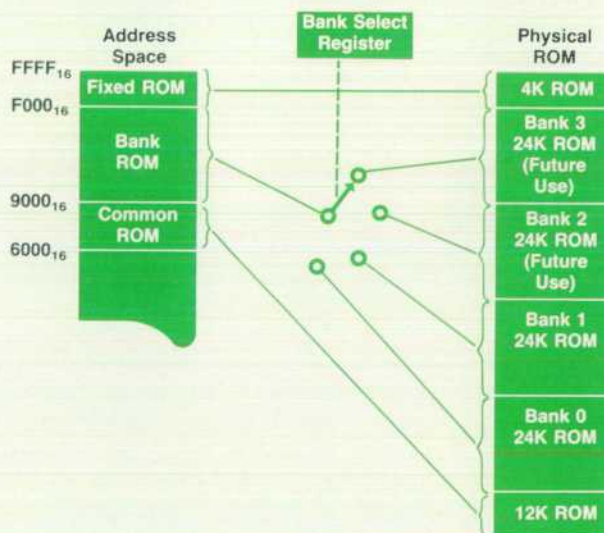 Address
Space
FFFF₁₆
Fixed ROM
F000₁₆
Bank
ROM
9000₁₆
Common
ROM
6000₁₆
Bank Select
Register
Physical
ROM
4K ROM
Bank 3
24K ROM
(Future
Use)
Bank 2
24K ROM
(Future
Use)
Bank 1
24K ROM
Bank 0
24K ROM
12K ROM